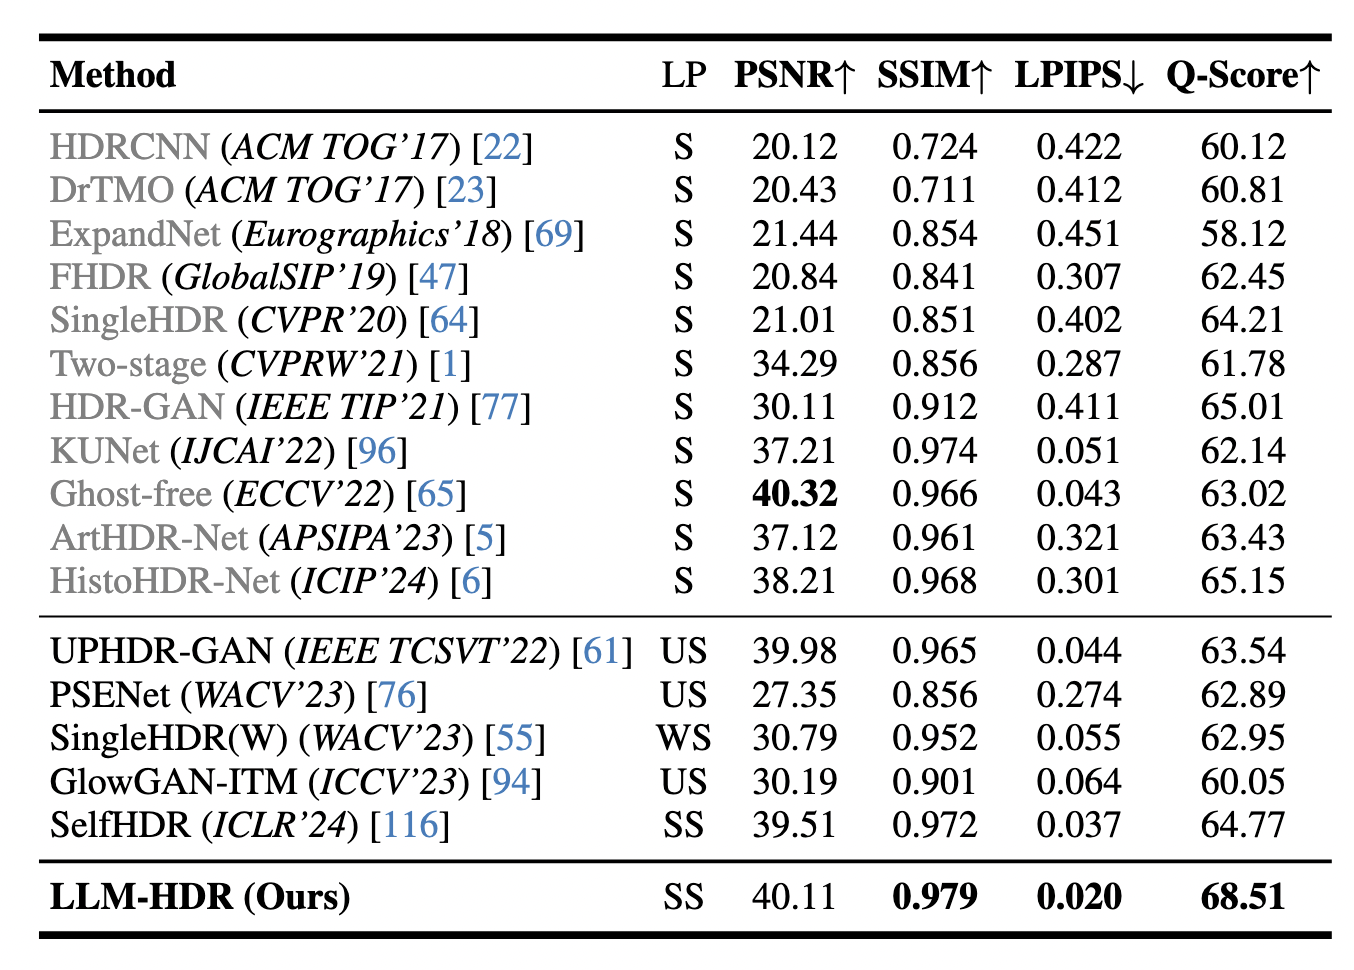 Method LP PSNR↑ SSIM↑ LPIPS↓ Q-Score↑
HDRCNN (ACM TOG’17) [22] S 20.12 0.724 0.422 60.12
DrTMO (ACM TOG’17) [23] S 20.43 0.711 0.412 60.81
ExpandNet (Eurographics’18) [69] S 21.44 0.854 0.451 58.12
FHDR (GlobalSIP’19) [47] S 20.84 0.841 0.307 62.45
SingleHDR (CVPR’20) [64] S 21.01 0.851 0.402 64.21
Two-stage (CVPRW’21) [1] S 34.29 0.856 0.287 61.78
HDR-GAN (IEEE TIP’21) [77] S 30.11 0.912 0.411 65.01
KUNet (IJCAI’22) [96] S 37.21 0.974 0.051 62.14
Ghost-free (ECCV’22) [65] S 40.32 0.966 0.043 63.02
ArtHDR-Net (APSIPA’23) [5] S 37.12 0.961 0.321 63.43
HistoHDR-Net (ICIP’24) [6] S 38.21 0.968 0.301 65.15
UPHDR-GAN (IEEE TCSVT’22) [61] US 39.98 0.965 0.044 63.54
PSENet (WACV’23) [76] US 27.35 0.856 0.274 62.89
SingleHDR(W) (WACV’23) [55] WS 30.79 0.952 0.055 62.95
GlowGAN-ITM (ICCV’23) [94] US 30.19 0.901 0.064 60.05
SelfHDR (ICLR’24) [116] SS 39.51 0.972 0.037 64.77
LLM-HDR (Ours) SS 40.11 0.979 0.020 68.51